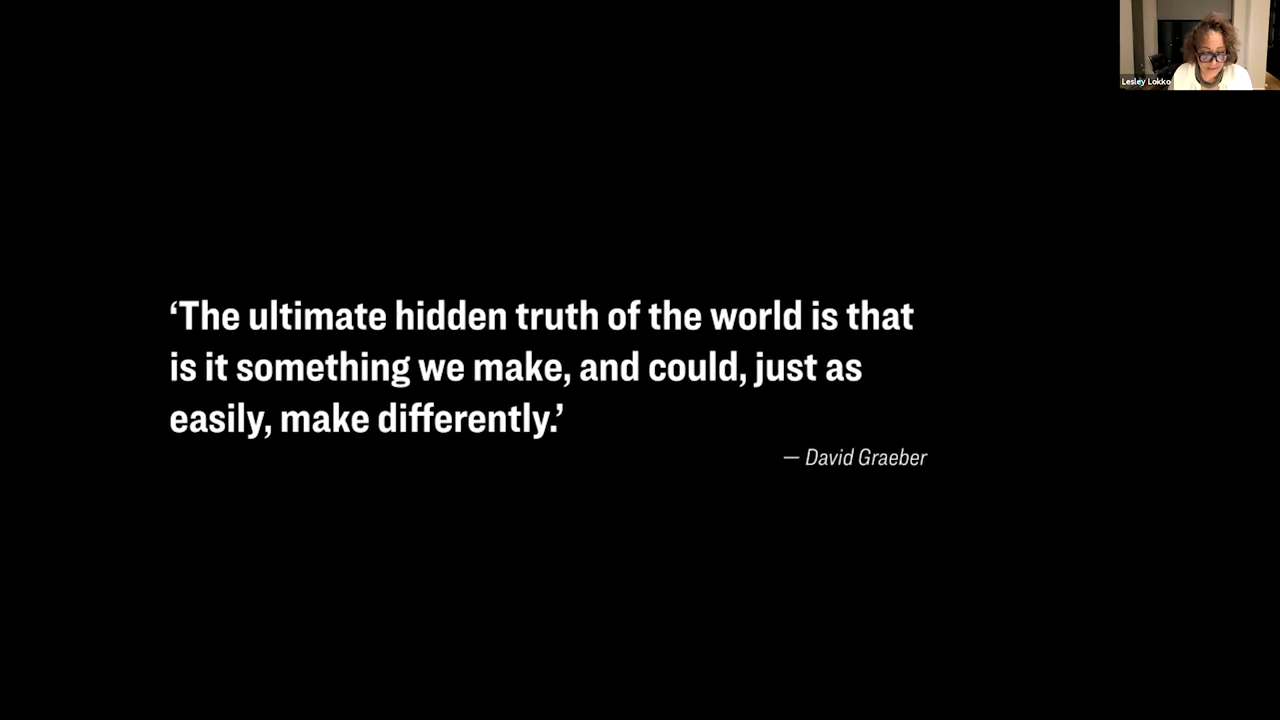 Lesley Lokko
‘The ultimate hidden truth of the world is that
is it something we make, and could, just as
easily, make differently.’
— David Graeber